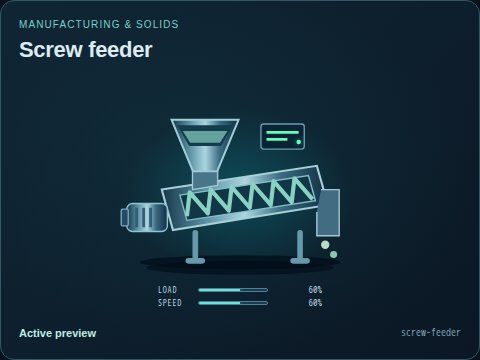 MANUFACTURING & SOLIDS
Screw feeder
LOAD 60%
SPEED 60%
Active preview screw-feeder